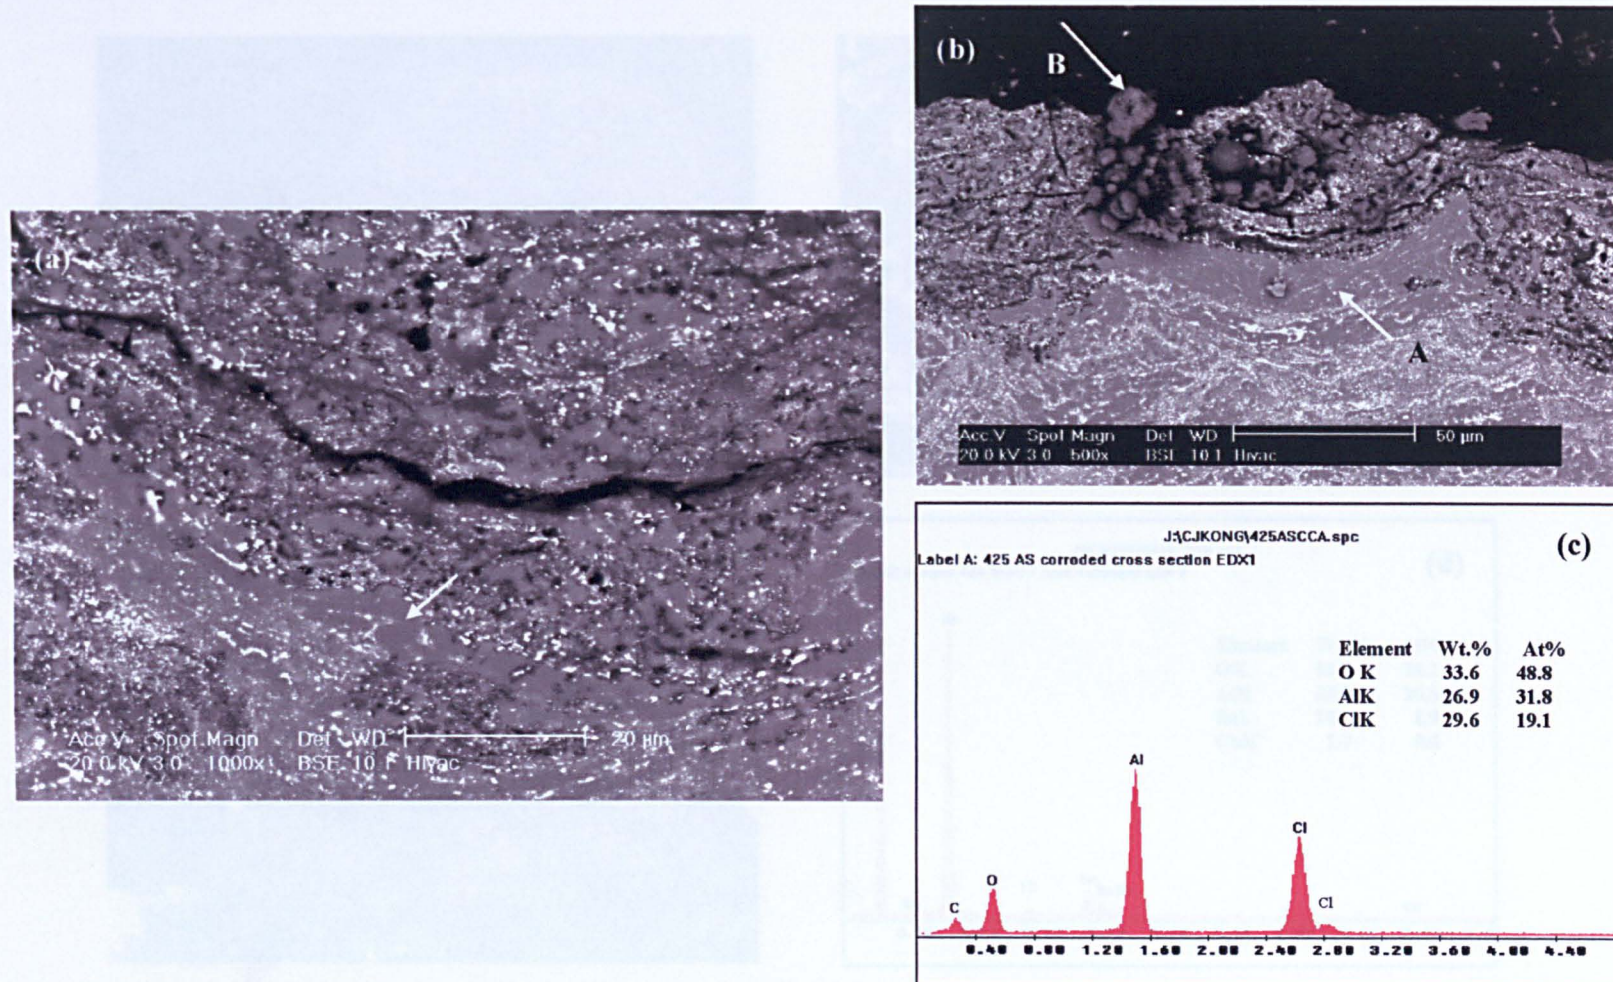 (a)
Acc.V Spot Magn Det WD 20 µm
20.0 kV 3.0 1000x BSE 10.1 Hivac
(b)
B
A
Acc.V Spot Magn Det WD 50 µm
20.0 kV 3.0 500x BSE 10.1 Hivac
J:\CJKONG\425ASCCA.spc
(c)
Label A: 425 AS corroded cross section EDX1
Element Wt.% At%
O K 33.6 48.8
AlK 26.9 31.8
ClK 29.6 19.1
C
O
Al
Cl
Cl
0.40 0.80 1.20 1.60 2.00 2.40 2.80 3.20 3.60 4.00 4.40